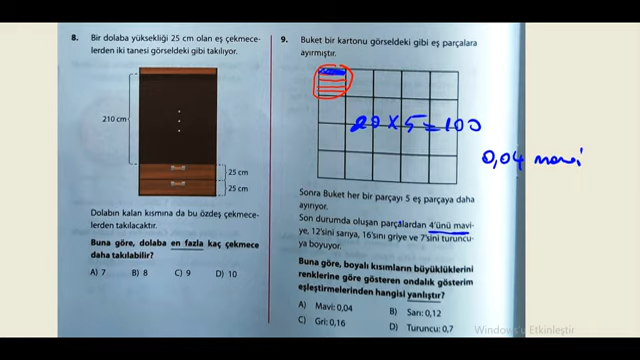 8. Bir dolaba yüksekliği 25 cm olan eş çekmece-
lerden iki tanesi görseldeki gibi takılıyor.
210 cm
25 cm
25 cm
Dolabın kalan kısmına da bu özdeş çekmece-
lerden takılacaktır.
Buna göre, dolaba en fazla kaç çekmece
daha takılabilir?
A) 7 B) 8 C) 9 D) 10
9. Buket bir kartonu görseldeki gibi eş parçalara
ayırmıştır.
20 x 5 = 100
0,04 mavi
Sonra Buket her bir parçayı 5 eş parçaya daha
ayırıyor.
Son durumda oluşan parçalardan 4'ünü mavi-
ye, 12'sini sarıya, 16'sını griye ve 7'sini turuncu-
ya boyuyor.
Buna göre, boyalı kısımların büyüklüklerini
renklerine göre gösteren ondalık gösterim
eşleştirmelerinden hangisi yanlıştır?
A) Mavi: 0,04 B) Sarı: 0,12
C) Gri: 0,16 D) Turuncu: 0,7
Windows'u Etkinleştir